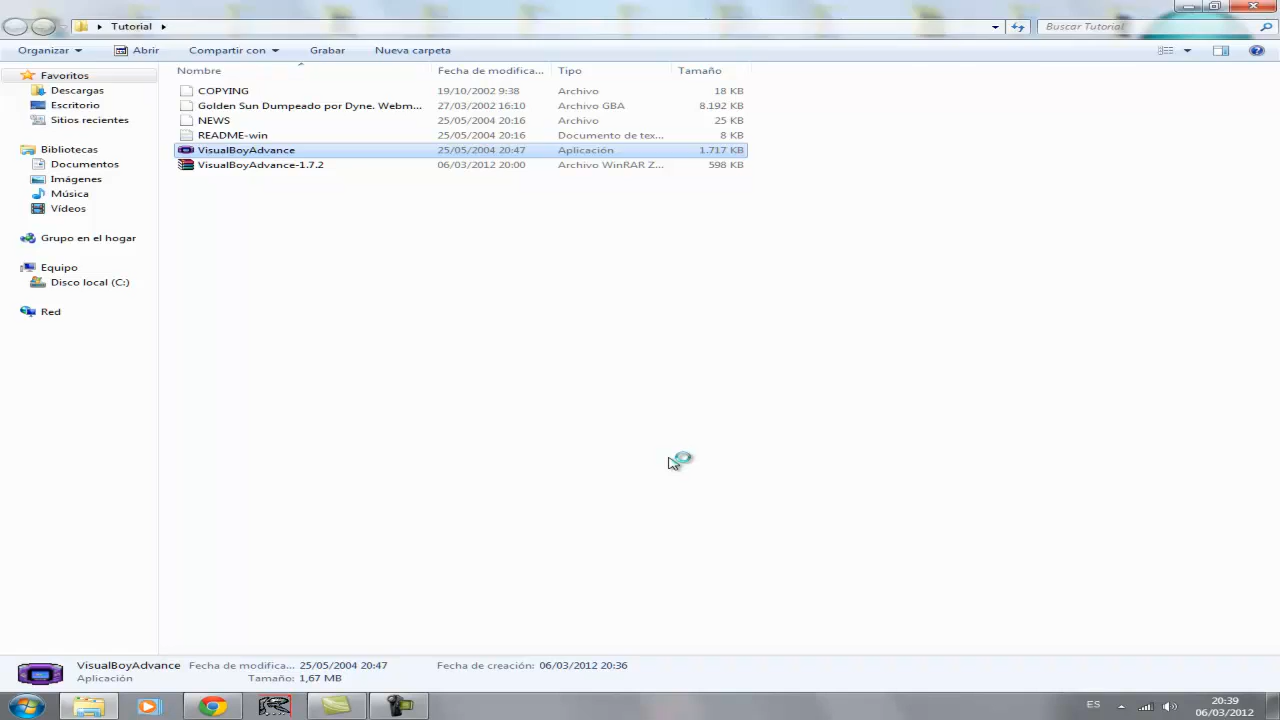 Tutorial
Buscar Tutorial
Organizar Abrir Compartir con Grabar Nueva carpeta
Nombre Fecha de modifica... Tipo Tamaño
Favoritos
Descargas
Escritorio
Sitios recientes
Bibliotecas
Documentos
Imágenes
Música
Vídeos
Grupo en el hogar
Equipo
Disco local (C:)
Red
COPYING 19/10/2002 9:38 Archivo 18 KB
Golden Sun Dumpeado por Dyne. Webm... 27/03/2002 16:10 Archivo GBA 8.192 KB
NEWS 25/05/2004 20:16 Archivo 25 KB
README-win 25/05/2004 20:16 Documento de tex... 8 KB
VisualBoyAdvance 25/05/2004 20:47 Aplicación 1.717 KB
VisualBoyAdvance-1.7.2 06/03/2012 20:00 Archivo WinRAR Z... 598 KB
VisualBoyAdvance Fecha de modifica... 25/05/2004 20:47 Fecha de creación: 06/03/2012 20:36
Aplicación Tamaño: 1,67 MB
ES
20:39
06/03/2012